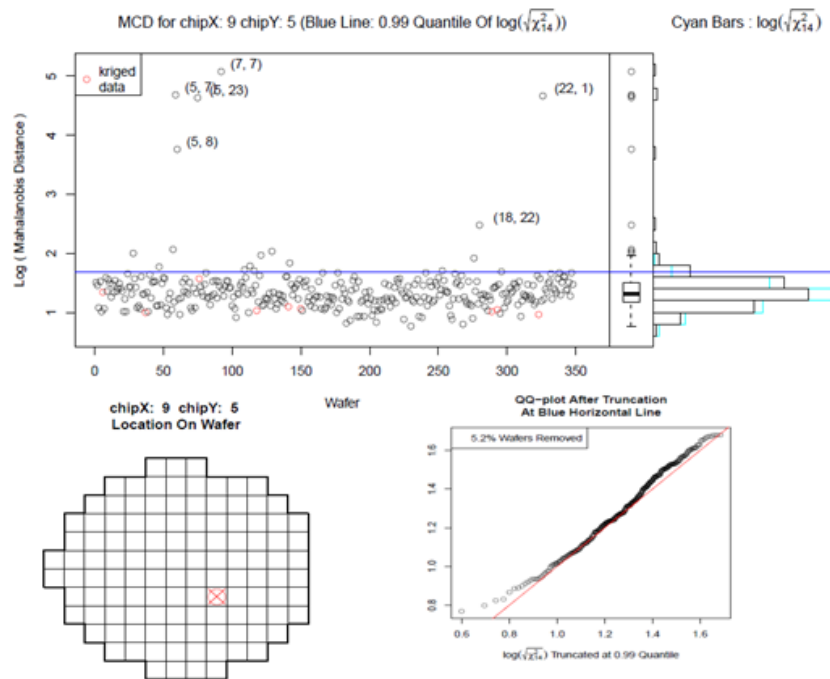 MCD for chipX: 9 chipY: 5 (Blue Line: 0.99 Quantile Of log(√χ²₁₄))
Cyan Bars : log(√χ²₁₄)
kriged
data
(7, 7)
(5, 7)
(5, 23)
(22, 1)
(5, 8)
(18, 22)
Log ( Mahalanobis Distance )
5
4
3
2
1
0
50
100
150
200
250
300
350
Wafer
chipX: 9 chipY: 5
Location On Wafer
QQ-plot After Truncation
At Blue Horizontal Line
5.2% Wafers Removed
1.6
1.4
1.2
1.0
0.8
0.6
0.8
1.0
1.2
1.4
1.6
log(√χ²₁₄) Truncated at 0.99 Quantile